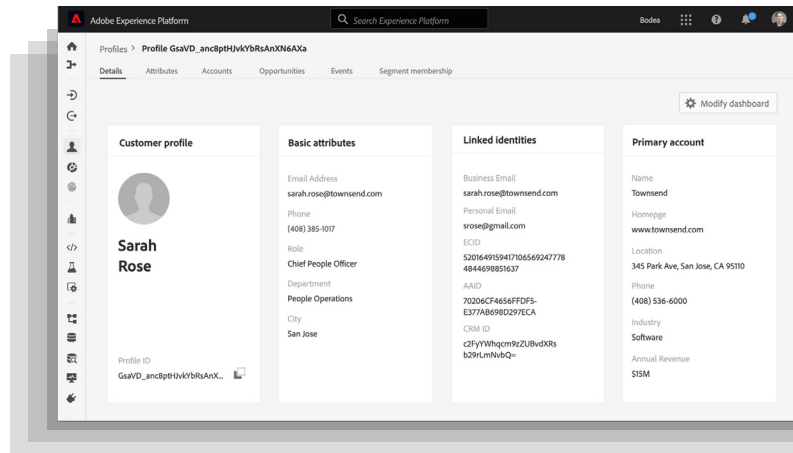 Adobe Experience Platform
Search Experience Platform
Bodea
Profiles > Profile GsaVD_anc8ptHJvkYbRsAnXN6AXa
Details Attributes Accounts Opportunities Events Segment membership
Modify dashboard
Customer profile
Sarah
Rose
Profile ID
GsaVD_anc8ptHJvkYbRsAnX...
Basic attributes
Email Address
sarah.rose@townsend.com
Phone
(408) 385-1017
Role
Chief People Officer
Department
People Operations
City
San Jose
Linked identities
Business Email
sarah.rose@townsend.com
Personal Email
srose@gmail.com
ECID
S2016491S9417106S69247778
4844698851637
AAID
70206CF4656FFDFS-
E377AB698D297ECA
CRM ID
c2FyYWhqcm9zZUBvdXRs
b29rLmNvbQ=
Primary account
Name
Townsend
Homepge
www.townsend.com
Location
345 Park Ave, San Jose, CA 95110
Phone
(408) 536-6000
Industry
Software
Annual Revenue
$15M